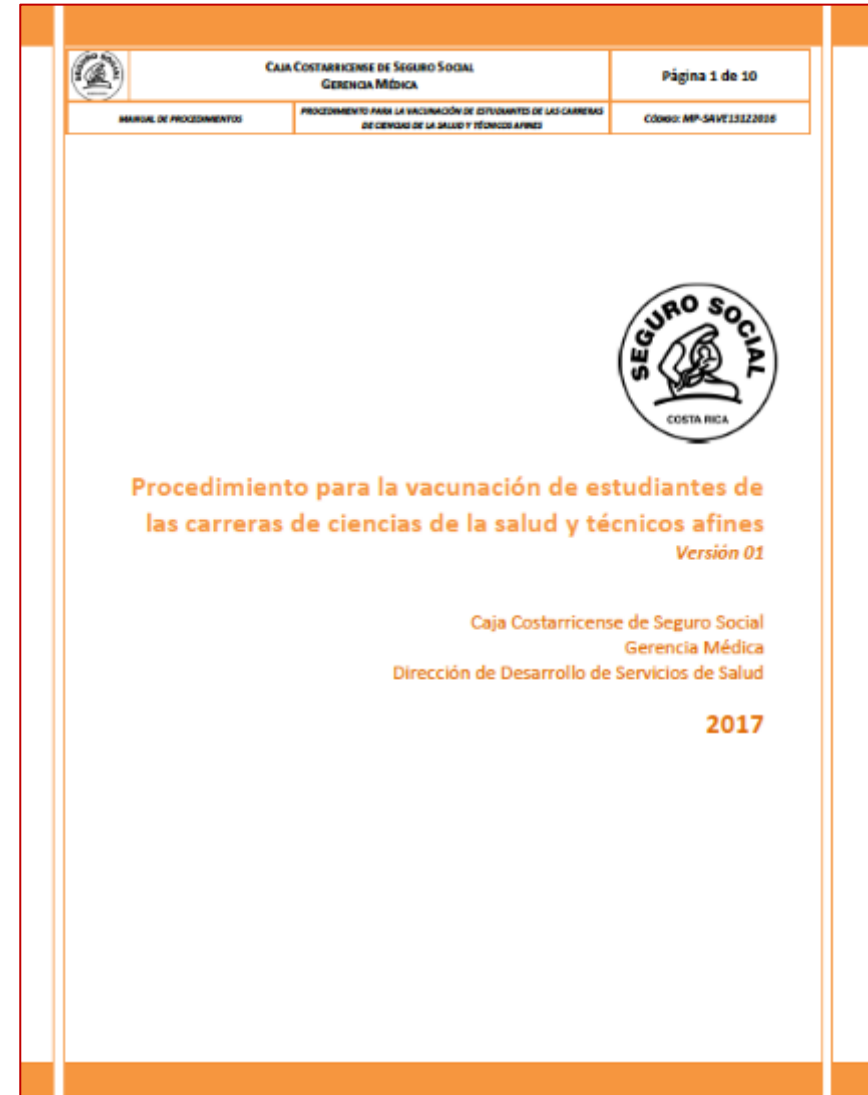 SEGURO SOCIAL
CAJA COSTARRICENSE DE SEGURO SOCIAL
GERENCIA MÉDICA
Página 1 de 10
MANUAL DE PROCEDIMIENTOS
PROCEDIMIENTO PARA LA VACUNACIÓN DE ESTUDIANTES DE LAS CARRERAS
DE CIENCIAS DE LA SALUD Y TÉCNICOS AFINES
CÓDIGO: MP-SAVE13122016
SEGURO SOCIAL
COSTA RICA
Procedimiento para la vacunación de estudiantes de
las carreras de ciencias de la salud y técnicos afines
Versión 01
Caja Costarricense de Seguro Social
Gerencia Médica
Dirección de Desarrollo de Servicios de Salud
2017